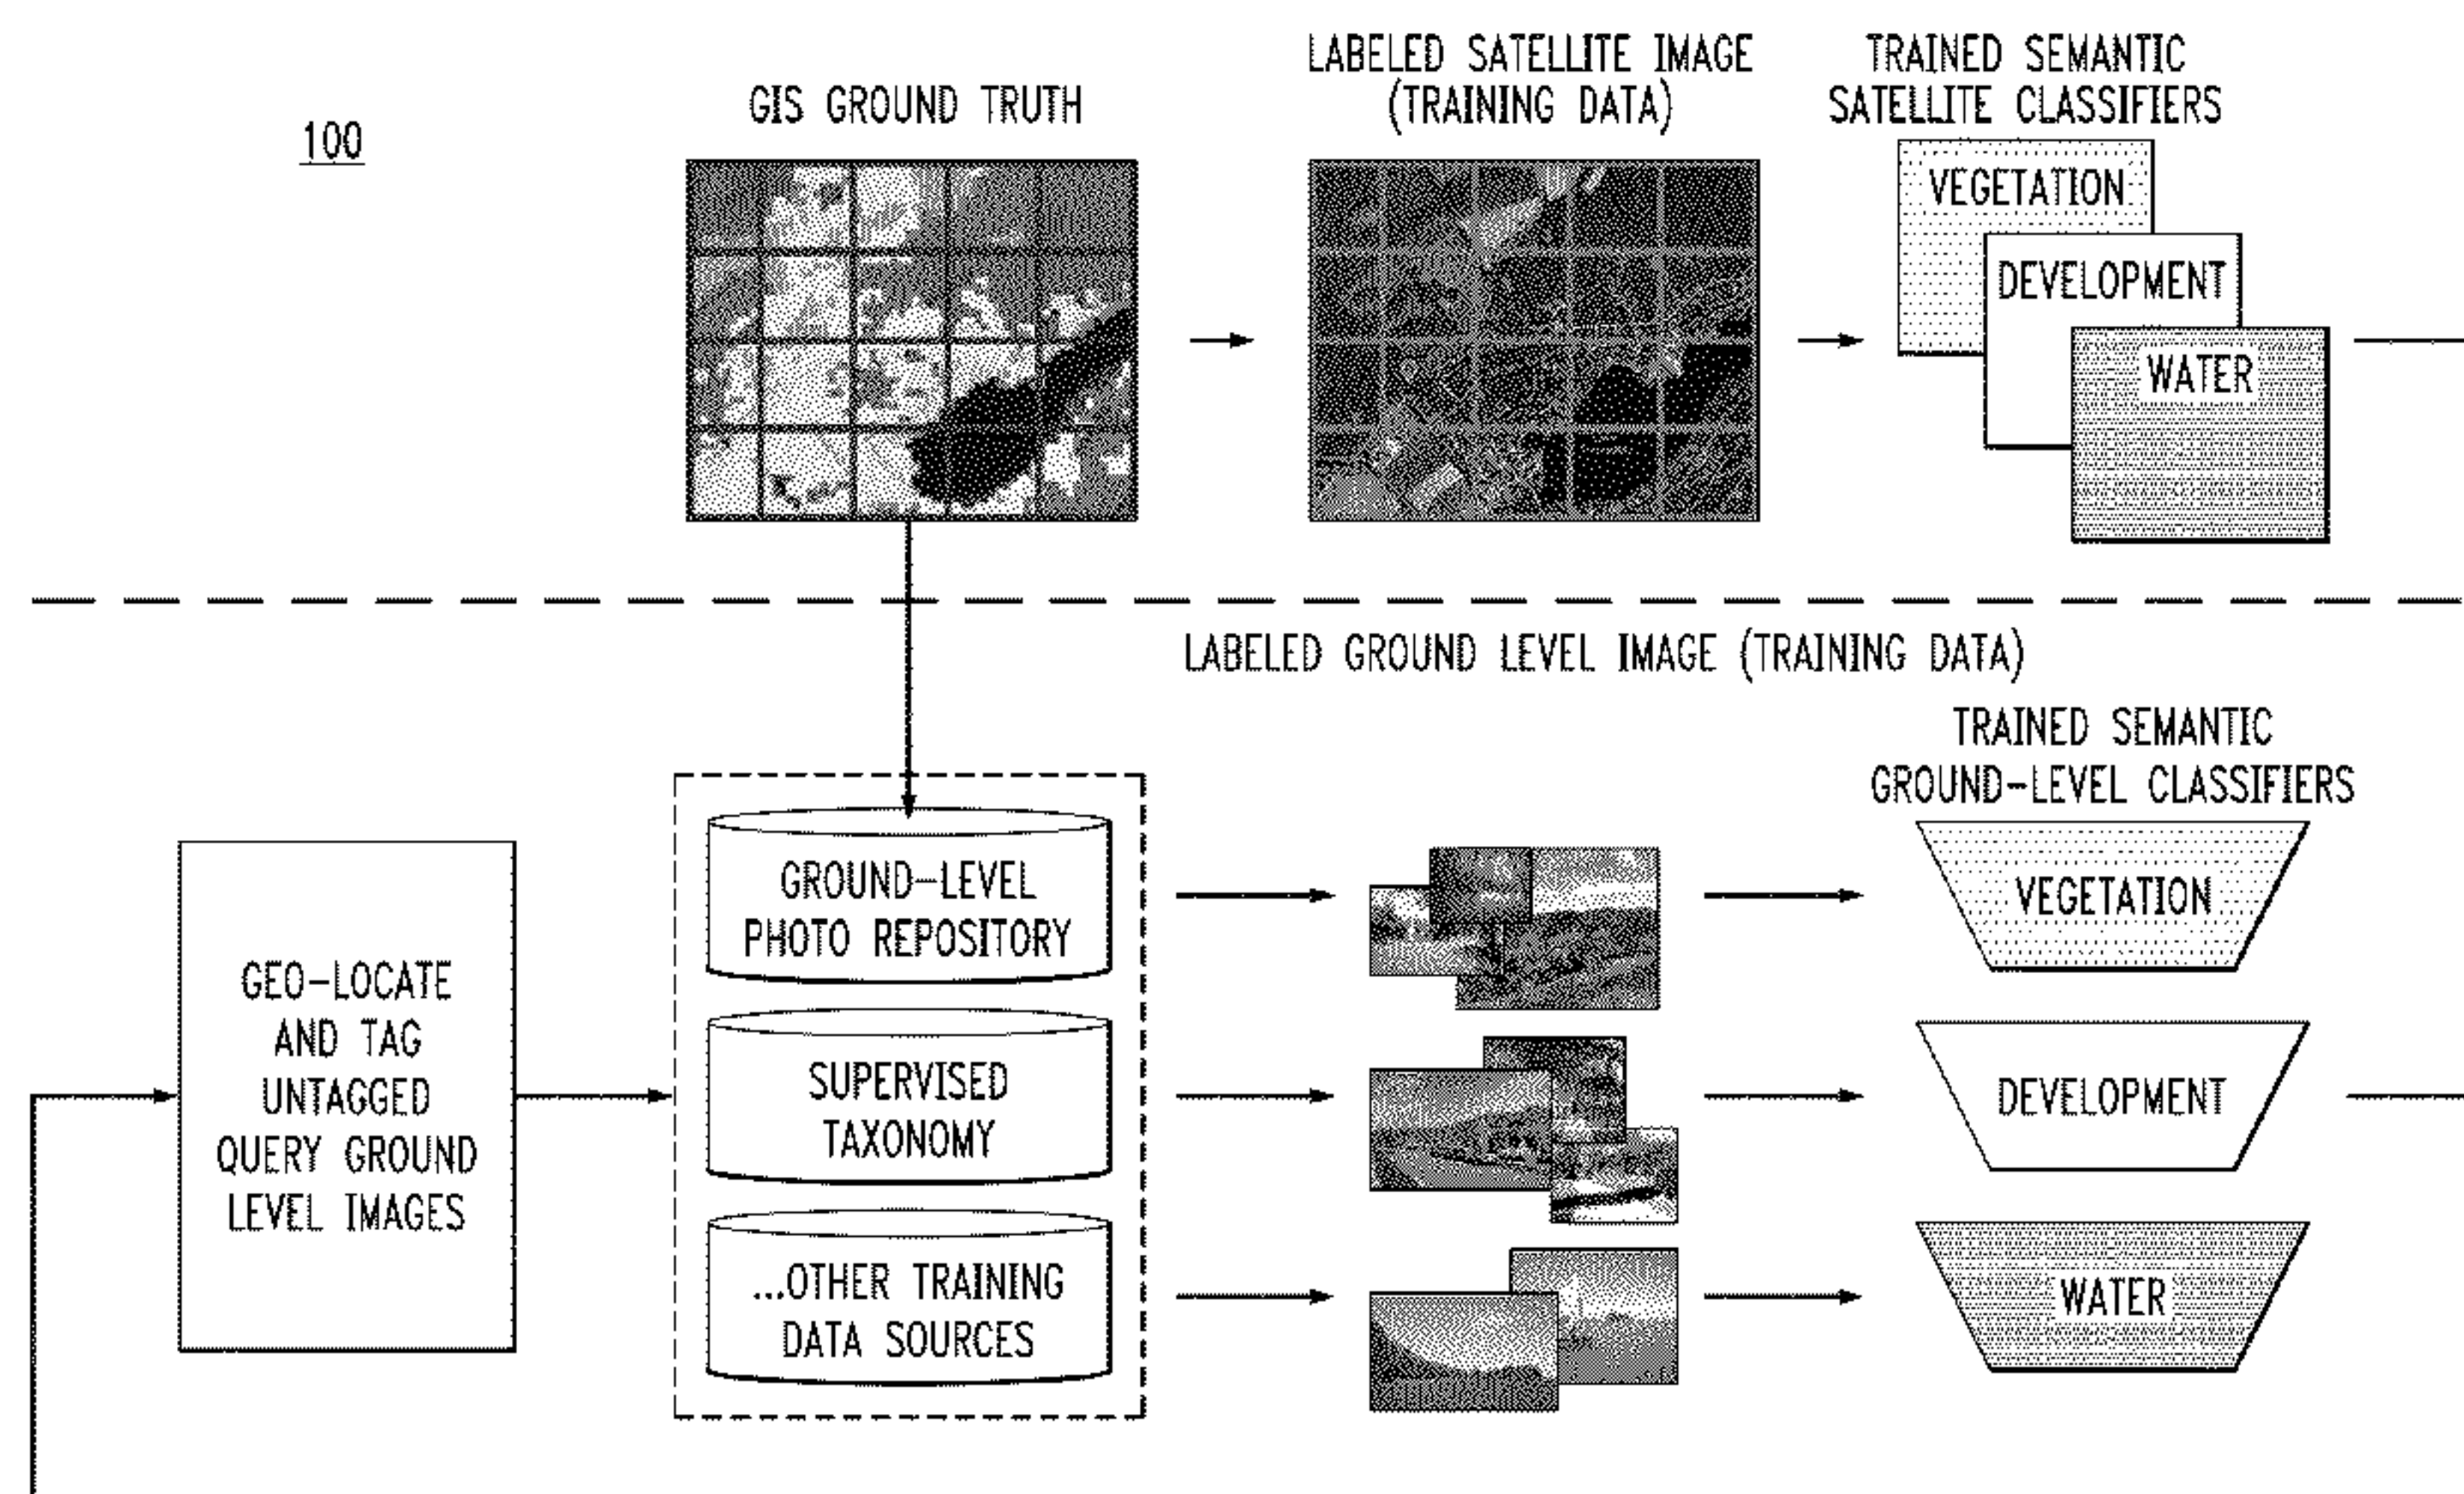 100
GIS GROUND TRUTH
LABELED SATELLITE IMAGE
(TRAINING DATA)
TRAINED SEMANTIC
SATELLITE CLASSIFIERS
VEGETATION
DEVELOPMENT
WATER
LABELED GROUND LEVEL IMAGE (TRAINING DATA)
TRAINED SEMANTIC
GROUND-LEVEL CLASSIFIERS
GEO-LOCATE
AND TAG
UNTAGGED
QUERY GROUND
LEVEL IMAGES
GROUND-LEVEL
PHOTO REPOSITORY
SUPERVISED
TAXONOMY
...OTHER TRAINING
DATA SOURCES
VEGETATION
DEVELOPMENT
WATER